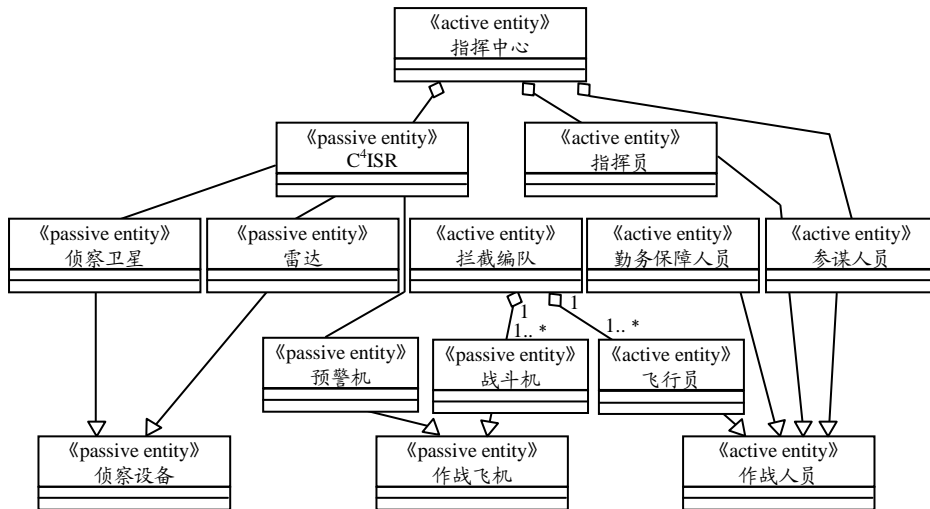 《active entity》
指挥中心
《passive entity》
C⁴ISR
《active entity》
指挥员
《passive entity》
侦察卫星
《passive entity》
雷达
《active entity》
拦截编队
《active entity》
勤务保障人员
《active entity》
参谋人员
1
1
1.. *
1.. *
《passive entity》
预警机
《passive entity》
战斗机
《active entity》
飞行员
《passive entity》
侦察设备
《passive entity》
作战飞机
《active entity》
作战人员